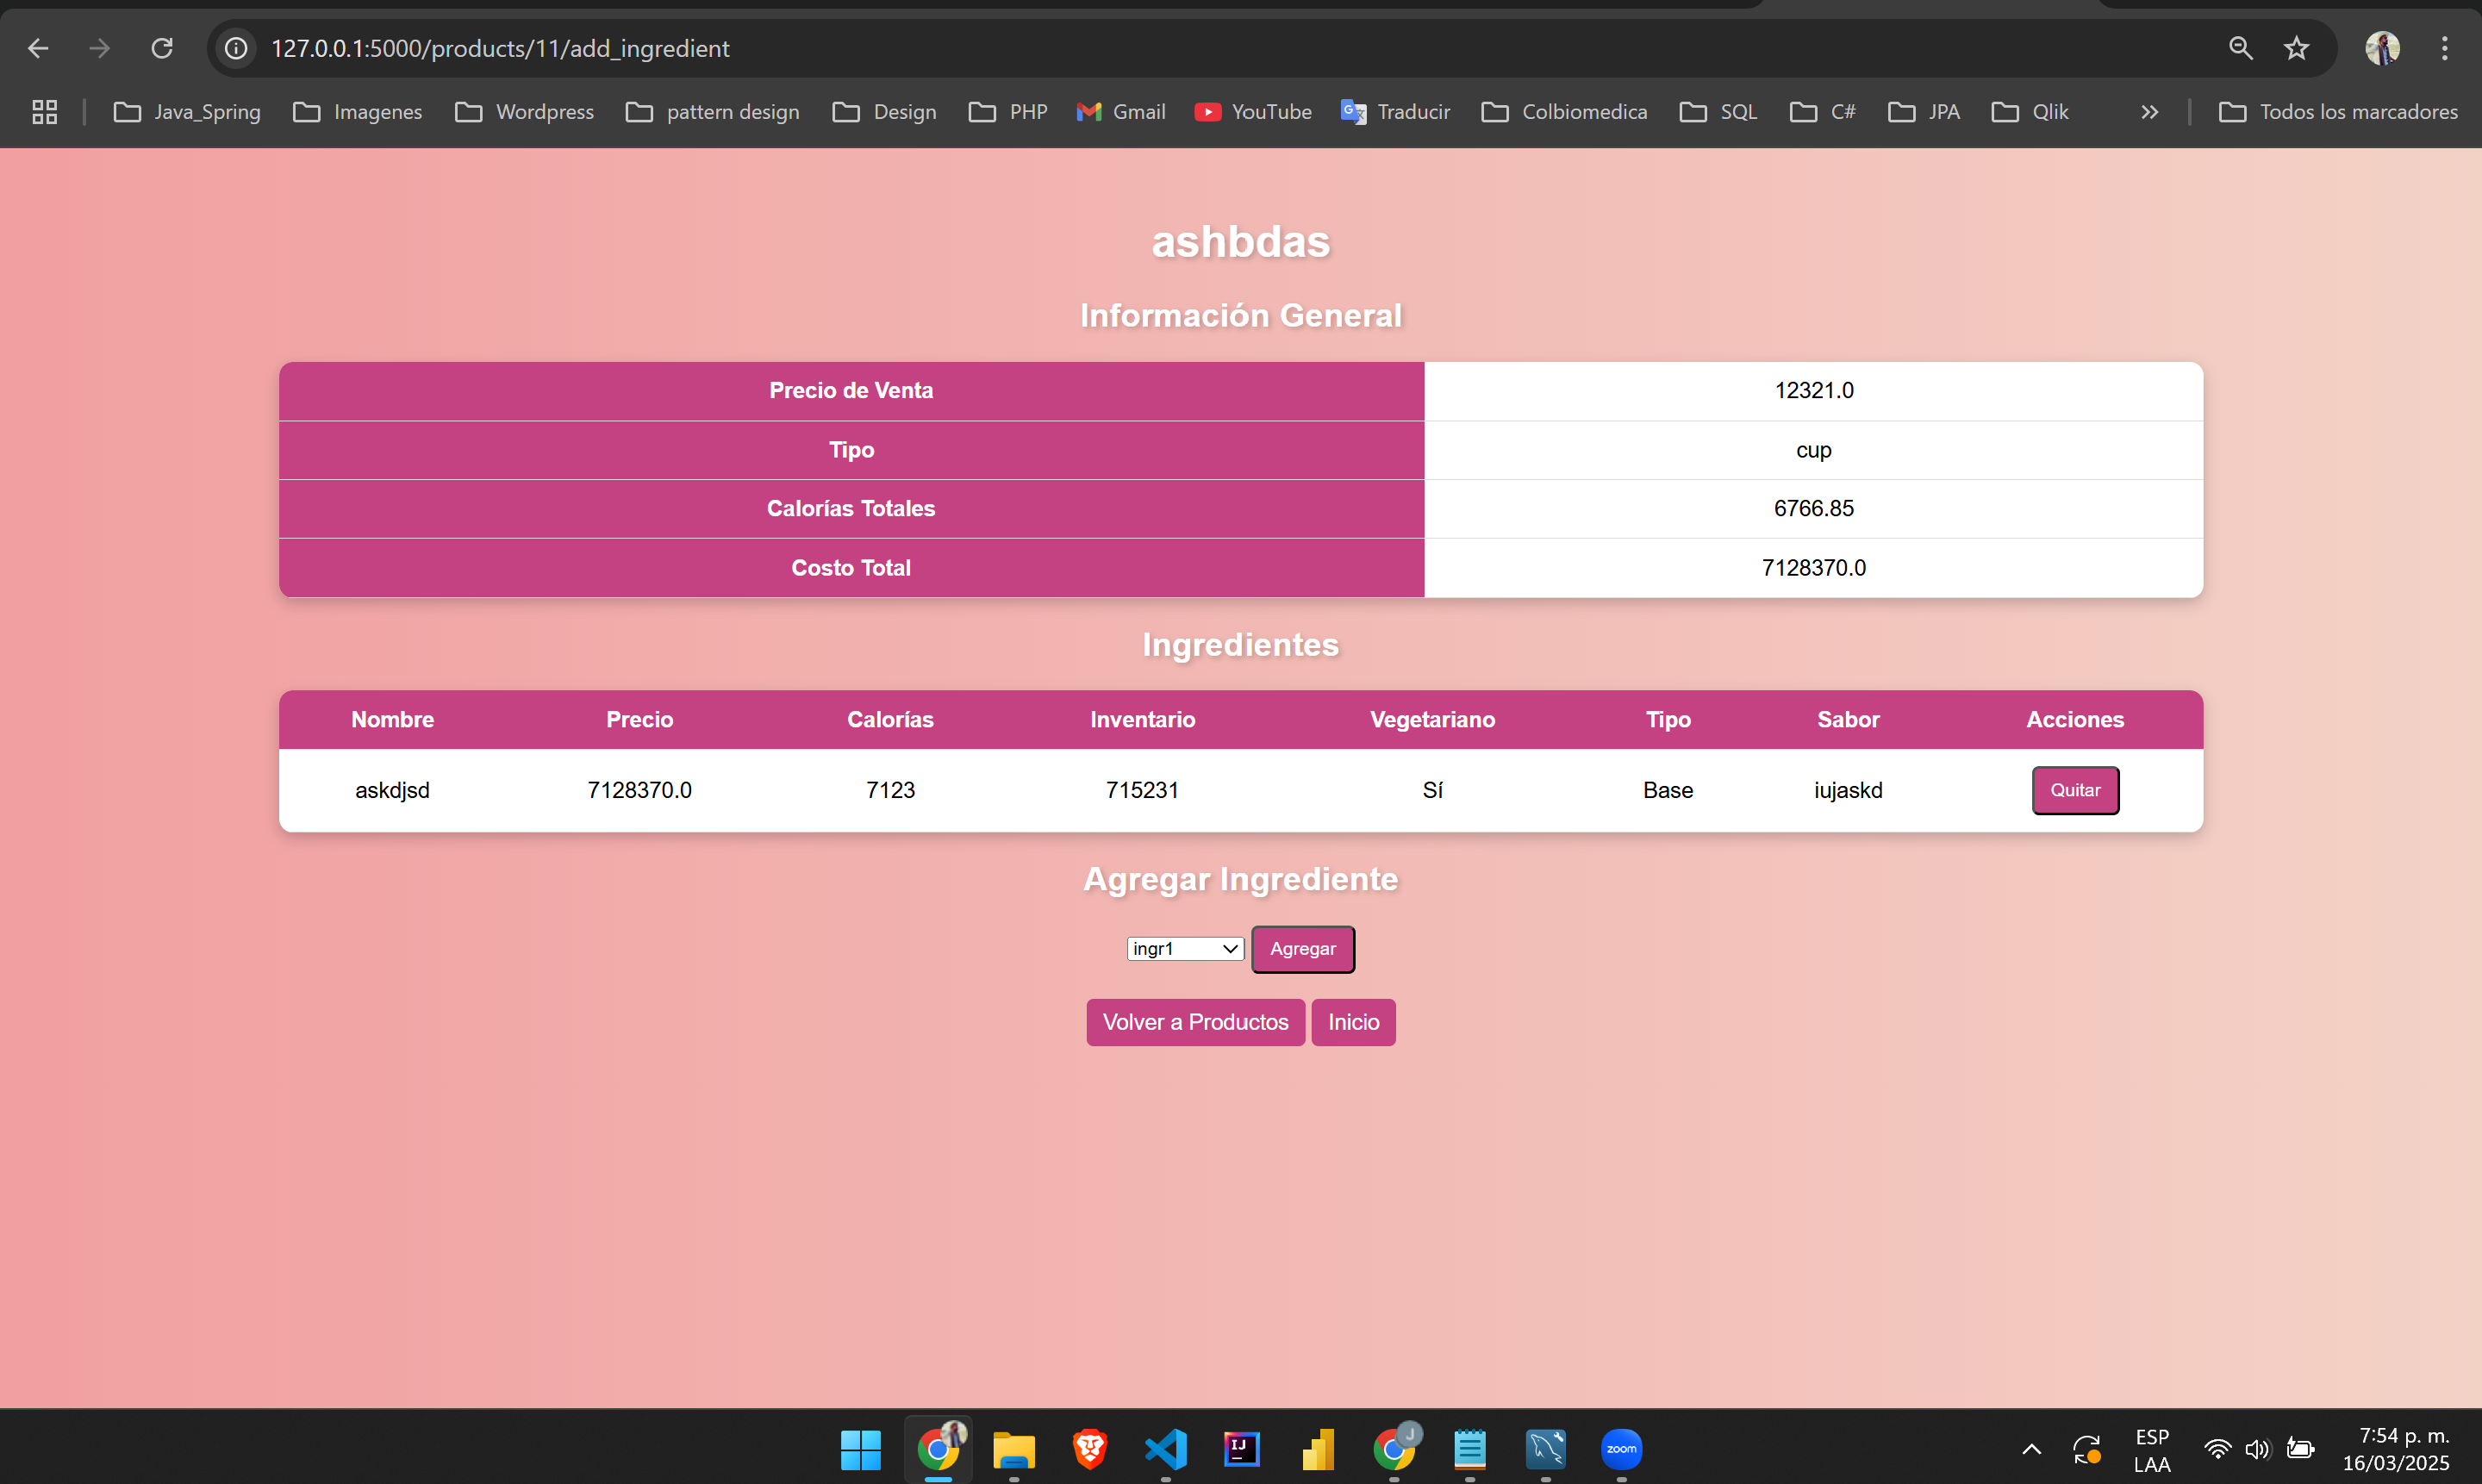 127.0.0.1:5000/products/11/add_ingredient
Java_Spring Imagenes Wordpress pattern design Design PHP Gmail YouTube Traducir Colbiomedica SQL C# JPA Qlik Todos los marcadores
ashbdas
Información General
Precio de Venta 12321.0
Tipo cup
Calorías Totales 6766.85
Costo Total 7128370.0
Ingredientes
Nombre Precio Calorías Inventario Vegetariano Tipo Sabor Acciones
askdjsd 7128370.0 7123 715231 Sí Base iujaskd Quitar
Agregar Ingrediente
ingr1 Agregar
Volver a Productos Inicio
J
IJ
zoom
ESP
LAA
7:54 p. m.
16/03/2025